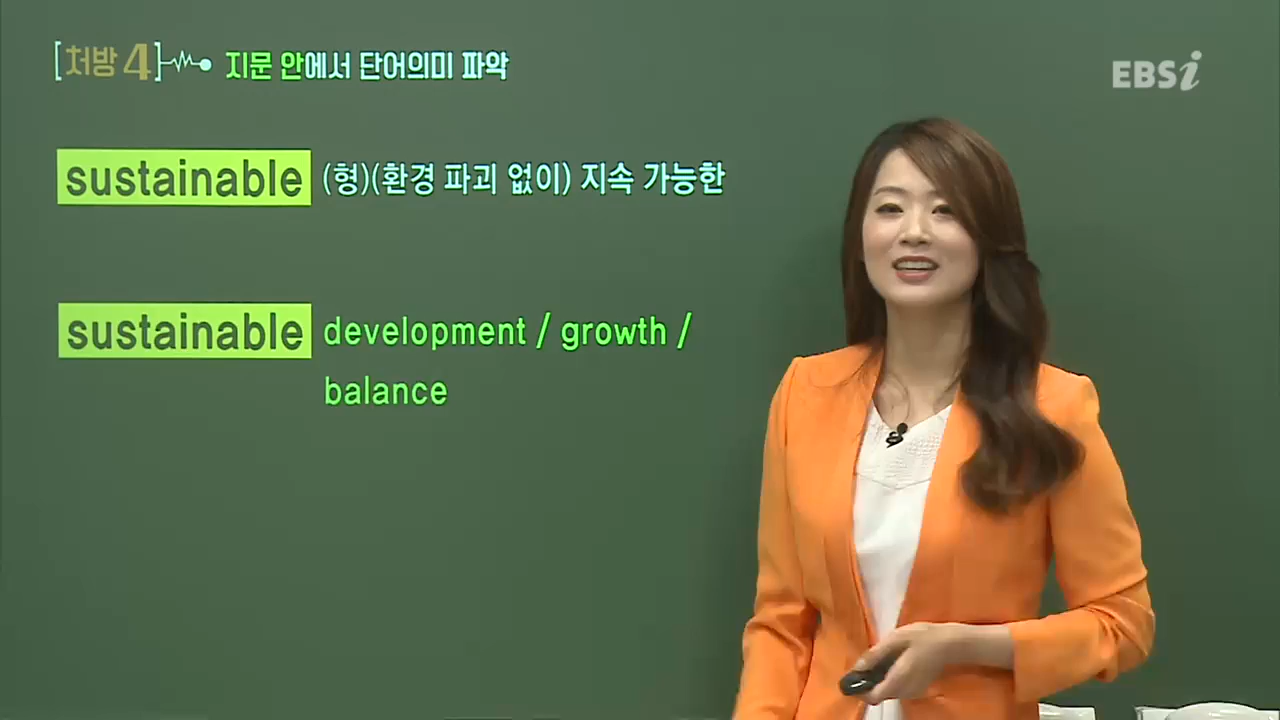 [처방4] 지문 안에서 단어의미 파악
EBSi
sustainable (형)(환경 파괴 없이) 지속 가능한
sustainable development / growth /
balance